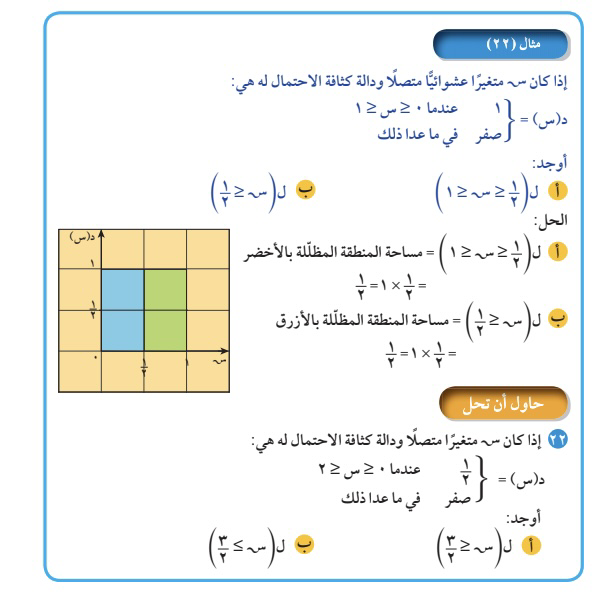 مثال (٢٢)
إذا كان س متغيرًا عشوائيًّا متصلًا ودالة كثافة الاحتمال له هي:
د(س) = { ١ عندما ٠ ≤ س ≤ ١
صفر في ما عدا ذلك
أوجد:
أ ل(١/٢ ≤ س ≤ ١) ب ل(س ≤ ١/٢)
الحل:
أ ل(١/٢ ≤ س ≤ ١) = مساحة المنطقة المظلّلة بالأخضر
= ١/٢ × ١ = ١/٢
ب ل(س ≤ ١/٢) = مساحة المنطقة المظلّلة بالأزرق
= ١/٢ × ١ = ١/٢
د(س)
١
١/٢
٠
١/٢
١
س
حاول أن تحل
٢٢ إذا كان س متغيرًا متصلًا ودالة كثافة الاحتمال له هي:
د(س) = { ١/٢ عندما ٠ ≤ س ≤ ٢
صفر في ما عدا ذلك
أوجد:
أ ل(س ≤ ٣/٢) ب ل(س ≥ ٣/٢)